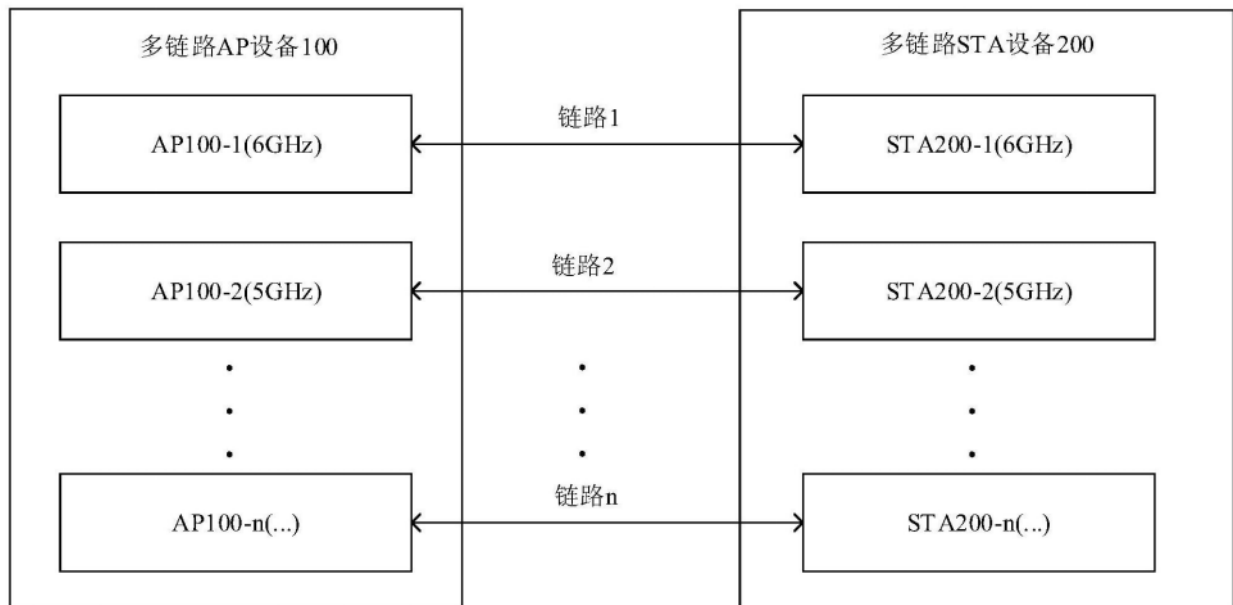 多链路AP设备100
多链路STA设备200
AP100-1(6GHz)
链路1
STA200-1(6GHz)
AP100-2(5GHz)
链路2
STA200-2(5GHz)
AP100-n(...)
链路n
STA200-n(...)